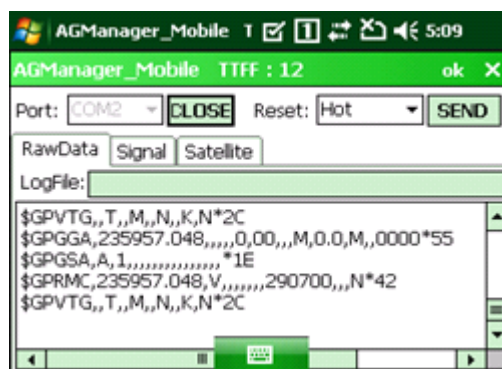 AGManager_Mobile T 1 5:09
AGManager_Mobile TTFF : 12 ok X
Port: COM2 CLOSE Reset: Hot SEND
RawData Signal Satellite
LogFile:
$GPVTG,,T,,M,,N,,K,N*2C
$GPGGA,235957.048,,,,,0,00,,,M,0.0,M,,0000*55
$GPGSA,A,1,,,,,,,,,,,,,,,*1E
$GPRMC,235957.048,V,,,,,,,290700,,,N*42
$GPVTG,,T,,M,,N,,K,N*2C